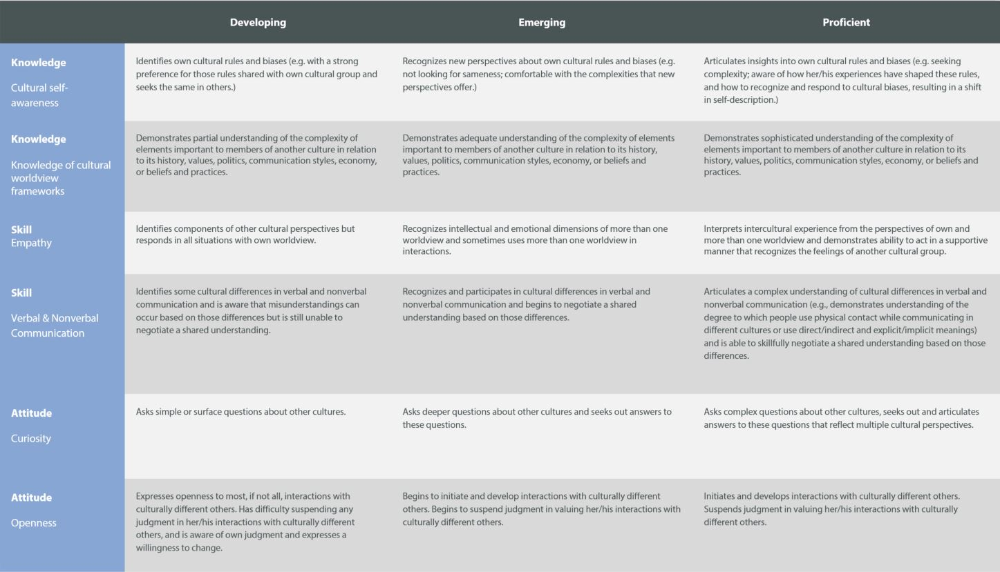 Developing
Emerging
Proficient
Knowledge
Cultural self-
awareness
Identifies own cultural rules and biases (e.g. with a strong
preference for those rules shared with own cultural group and
seeks the same in others.)
Recognizes new perspectives about own cultural rules and biases (e.g.
not looking for sameness; comfortable with the complexities that new
perspectives offer.)
Articulates insights into own cultural rules and biases (e.g. seeking
complexity; aware of how her/his experiences have shaped these rules,
and how to recognize and respond to cultural biases, resulting in a shift
in self-description.)
Knowledge
Knowledge of cultural
worldview
frameworks
Demonstrates partial understanding of the complexity of
elements important to members of another culture in relation
to its history, values, politics, communication styles, economy,
or beliefs and practices.
Demonstrates adequate understanding of the complexity of elements
important to members of another culture in relation to its history,
values, politics, communication styles, economy, or beliefs and
practices.
Demonstrates sophisticated understanding of the complexity of
elements important to members of another culture in relation to its
history, values, politics, communication styles, economy, or beliefs and
practices.
Skill
Empathy
Identifies components of other cultural perspectives but
responds in all situations with own worldview.
Recognizes intellectual and emotional dimensions of more than one
worldview and sometimes uses more than one worldview in
interactions.
Interprets intercultural experience from the perspectives of own and
more than one worldview and demonstrates ability to act in a supportive
manner that recognizes the feelings of another cultural group.
Skill
Verbal & Nonverbal
Communication
Identifies some cultural differences in verbal and nonverbal
communication and is aware that misunderstandings can
occur based on those differences but is still unable to
negotiate a shared understanding.
Recognizes and participates in cultural differences in verbal and
nonverbal communication and begins to negotiate a shared
understanding based on those differences.
Articulates a complex understanding of cultural differences in verbal and
nonverbal communication (e.g., demonstrates understanding of the
degree to which people use physical contact while communicating in
different cultures or use direct/indirect and explicit/implicit meanings)
and is able to skillfully negotiate a shared understanding based on those
differences.
Attitude
Curiosity
Asks simple or surface questions about other cultures.
Asks deeper questions about other cultures and seeks out answers to
these questions.
Asks complex questions about other cultures, seeks out and articulates
answers to these questions that reflect multiple cultural perspectives.
Attitude
Openness
Expresses openness to most, if not all, interactions with
culturally different others. Has difficulty suspending any
judgment in her/his interactions with culturally different
others, and is aware of own judgment and expresses a
willingness to change.
Begins to initiate and develop interactions with culturally different
others. Begins to suspend judgment in valuing her/his interactions with
culturally different others.
Initiates and develops interactions with culturally different others.
Suspends judgment in valuing her/his interactions with culturally
different others.